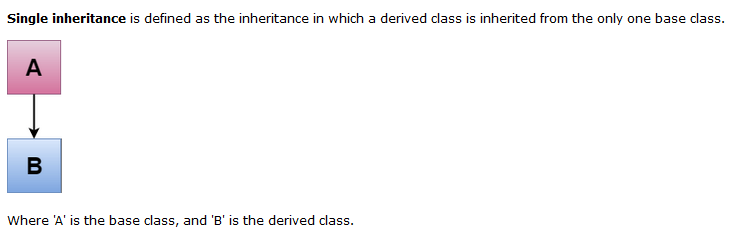 Single inheritance is defined as the inheritance in which a derived class is inherited from the only one base class.
A
B
Where 'A' is the base class, and 'B' is the derived class.